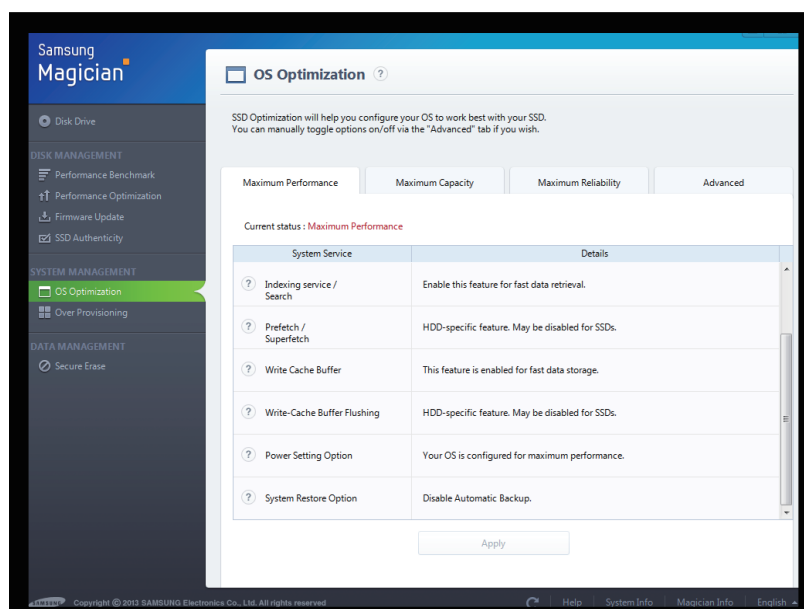 Samsung
Magician
OS Optimization ?
SSD Optimization will help you configure your OS to work best with your SSD.
You can manually toggle options on/off via the "Advanced" tab if you wish.
Disk Drive
DISK MANAGEMENT
Performance Benchmark
Performance Optimization
Firmware Update
SSD Authenticity
SYSTEM MANAGEMENT
OS Optimization
Over Provisioning
DATA MANAGEMENT
Secure Erase
Maximum Performance
Maximum Capacity
Maximum Reliability
Advanced
Current status : Maximum Performance
System Service
Details
? Indexing service /
Search
Enable this feature for fast data retrieval.
? Prefetch /
Superfetch
HDD-specific feature. May be disabled for SSDs.
? Write Cache Buffer
This feature is enabled for fast data storage.
? Write-Cache Buffer Flushing
HDD-specific feature. May be disabled for SSDs.
? Power Setting Option
Your OS is configured for maximum performance.
? System Restore Option
Disable Automatic Backup.
Apply
SAMSUNG Copyright © 2013 SAMSUNG Electronics Co., Ltd. All rights reserved
Help
System Info
Magician Info
English